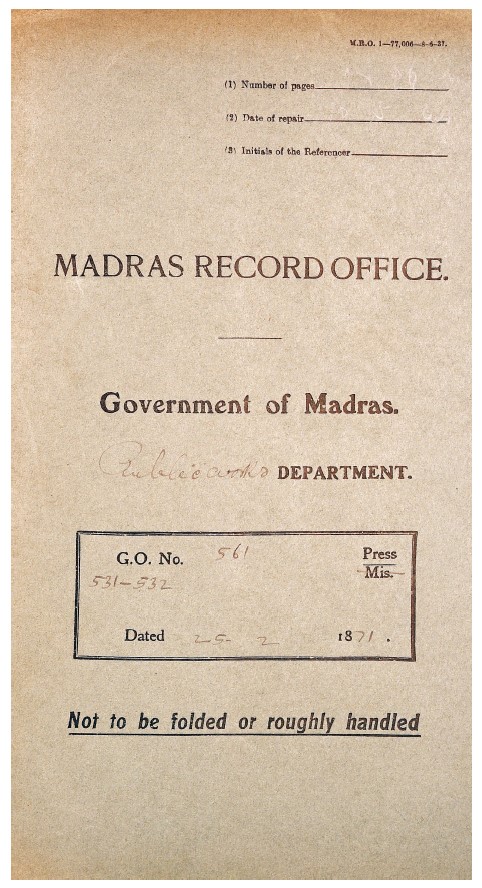 M.R.O. 1—77,006—8-6-37.
(1) Number of pages
(2) Date of repair
(3) Initials of the Referencer
MADRAS RECORD OFFICE.
Government of Madras.
Public works DEPARTMENT.
G.O. No. 561 Press
531-532 Mis.
Dated 25- 2 1871.
Not to be folded or roughly handled